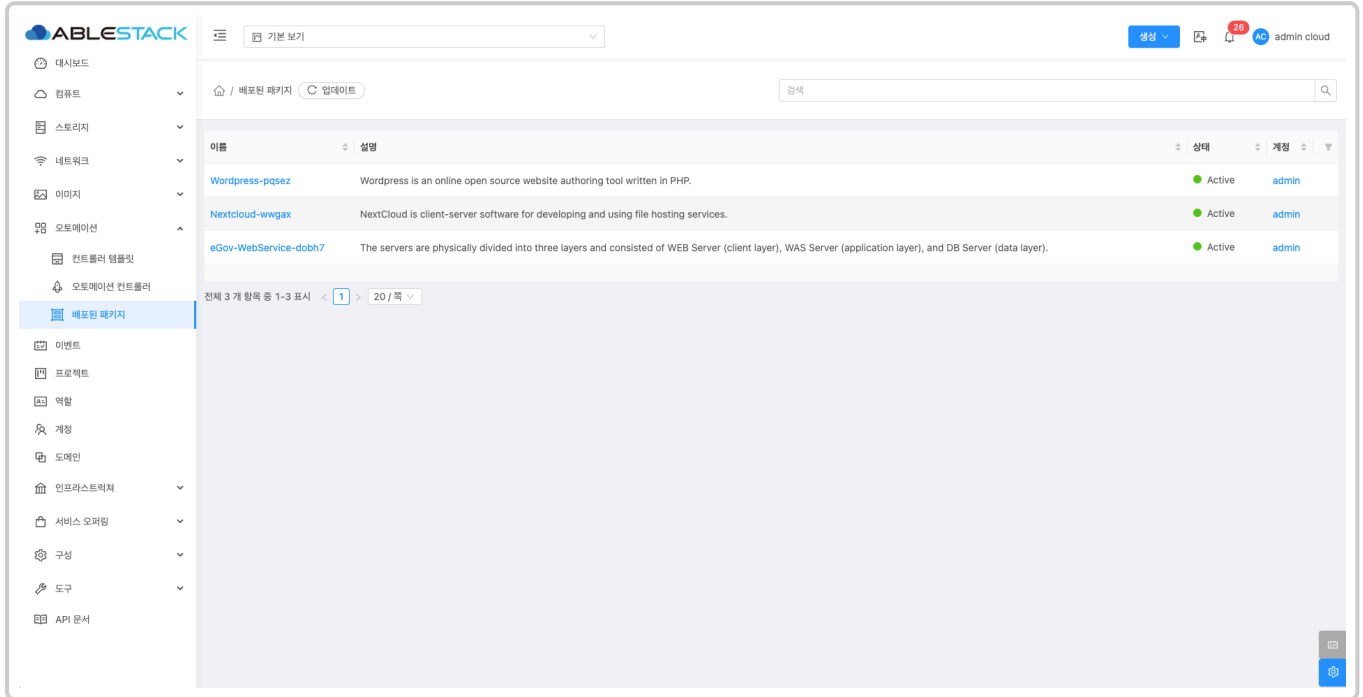 ABLESTACK
기본 보기
생성
26
AC admin cloud
대시보드
컴퓨트
스토리지
네트워크
이미지
오토메이션
컨트롤러 템플릿
오토메이션 컨트롤러
배포된 패키지
이벤트
프로젝트
역할
계정
도메인
인프라스트럭쳐
서비스 오퍼링
구성
도구
API 문서
/ 배포된 패키지 업데이트
검색
이름 설명 상태 계정
Wordpress-pqsez Wordpress is an online open source website authoring tool written in PHP. Active admin
Nextcloud-wwgax NextCloud is client-server software for developing and using file hosting services. Active admin
eGov-WebService-dobh7 The servers are physically divided into three layers and consisted of WEB Server (client layer), WAS Server (application layer), and DB Server (data layer). Active admin
전체 3 개 항목 중 1-3 표시 < 1 > 20 / 쪽